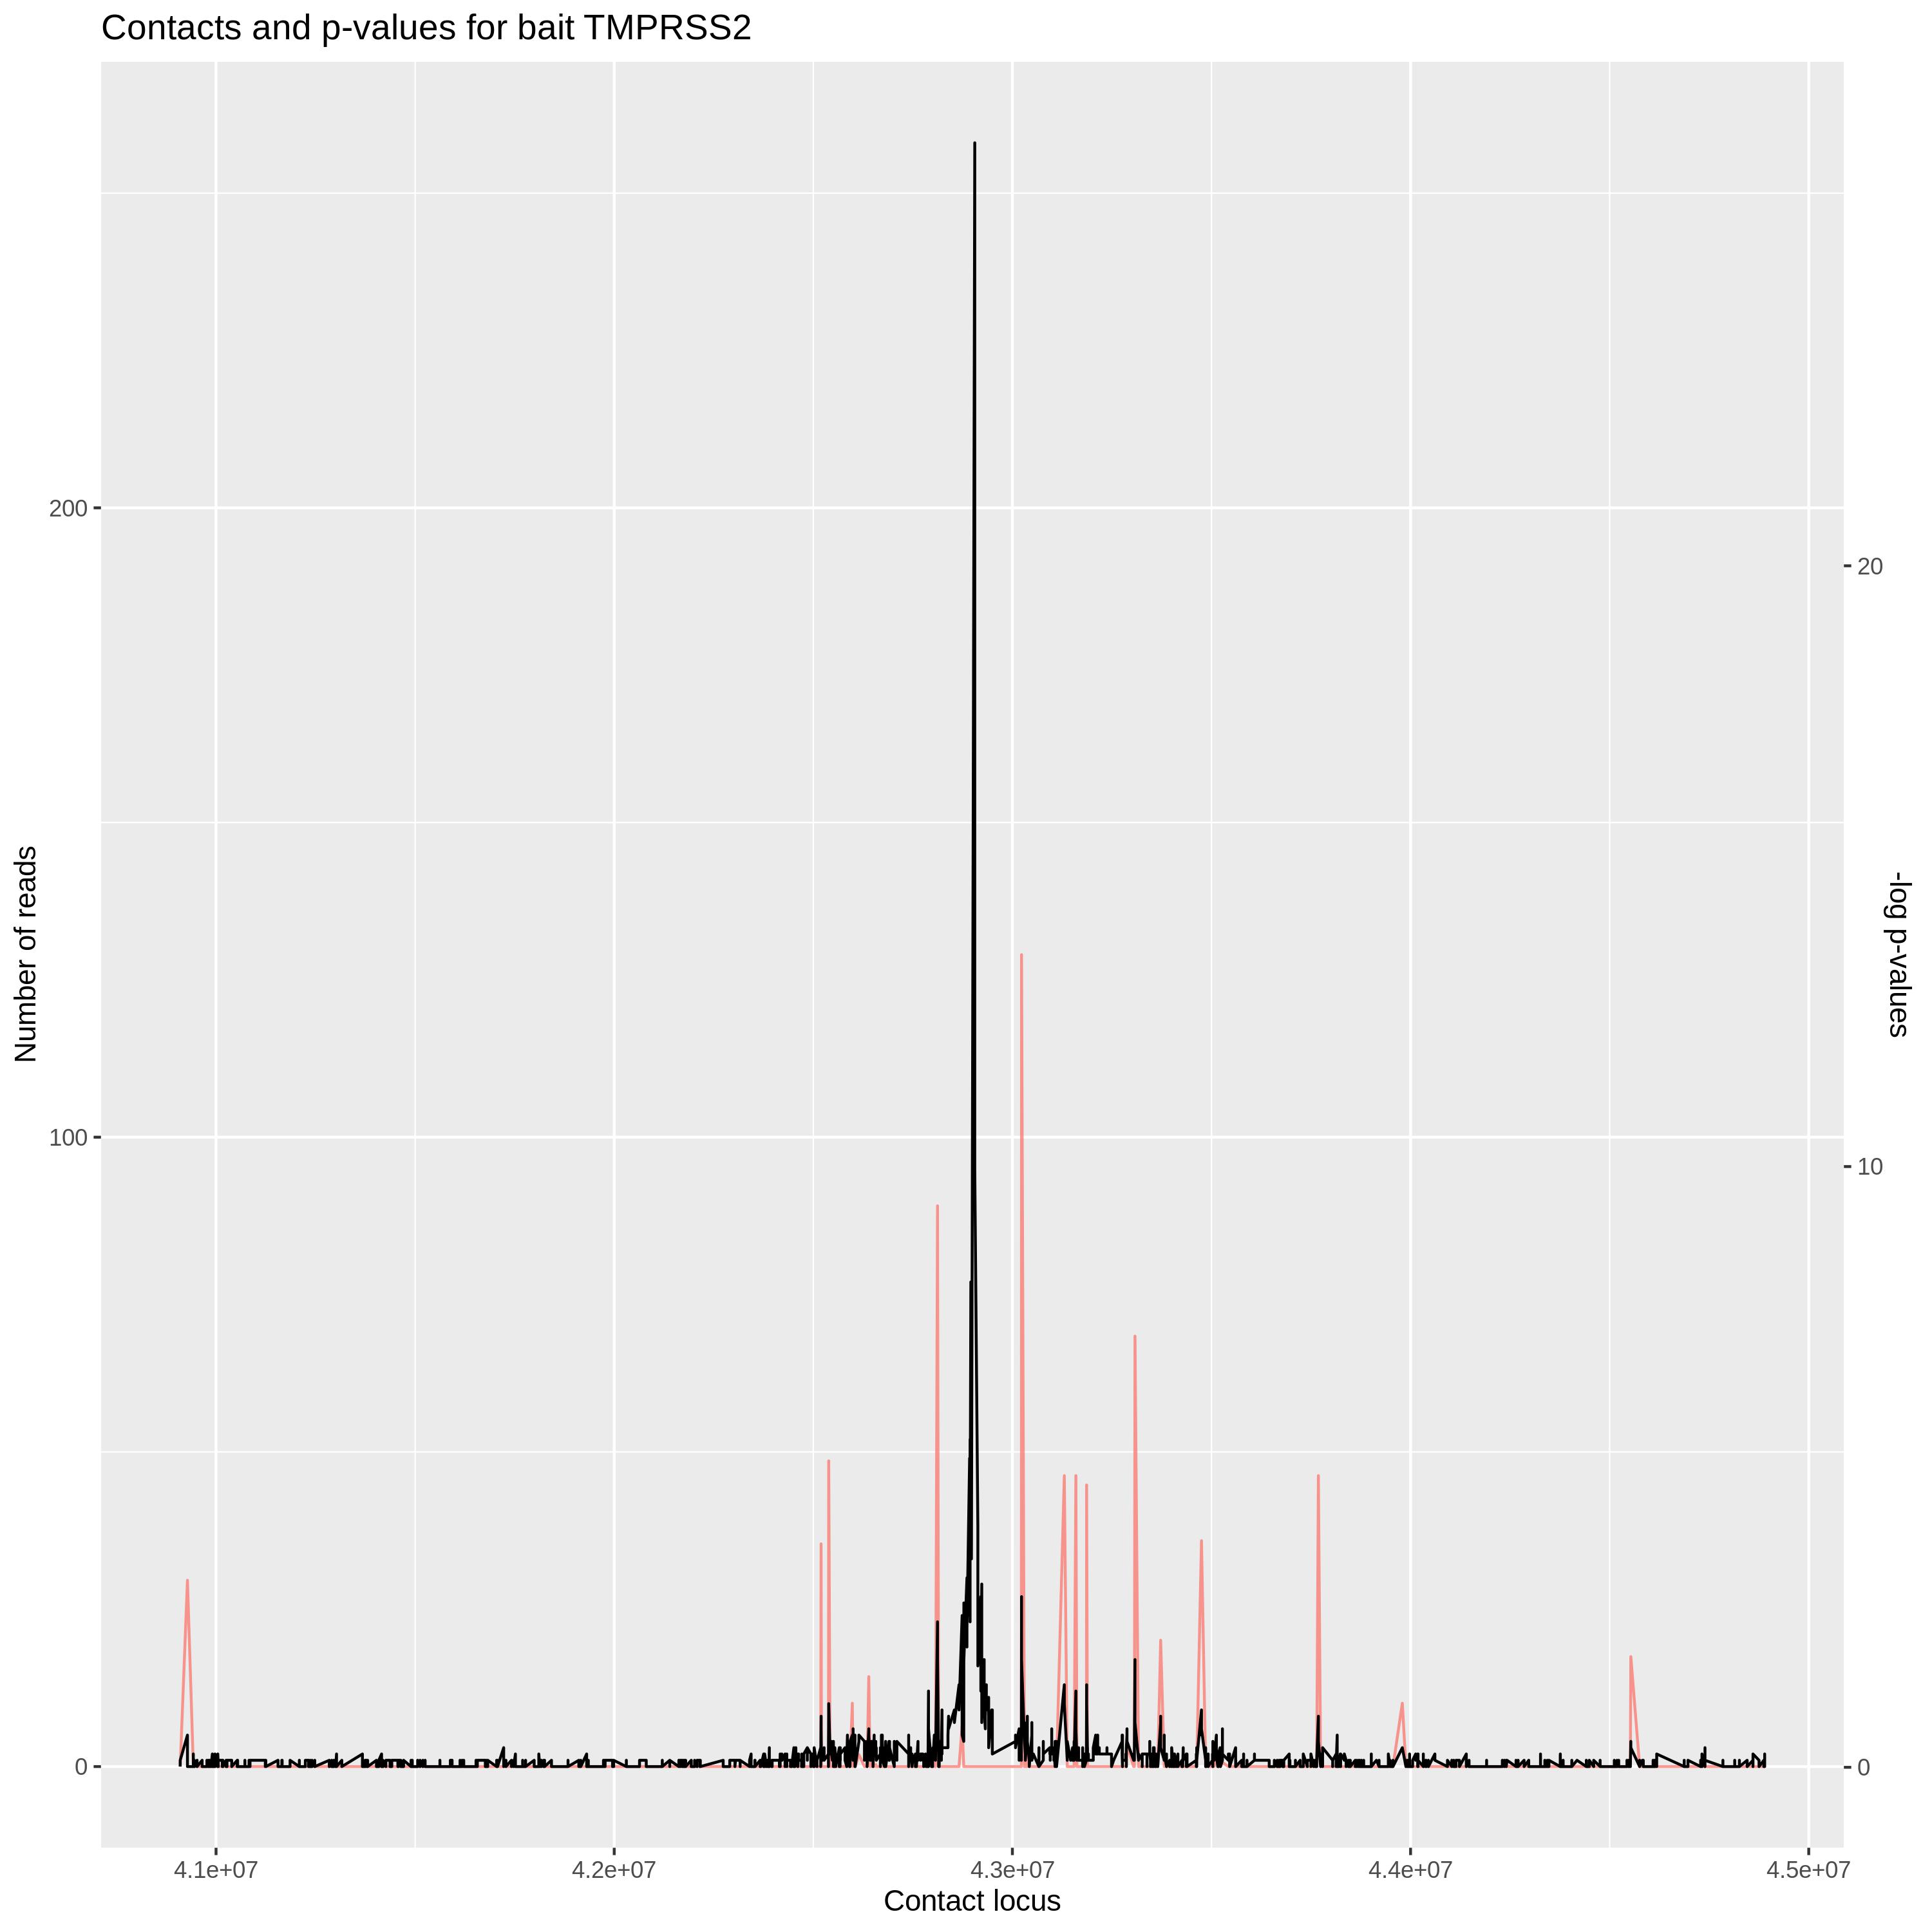 Contacts and p-values for bait TMPRSS2
200
100
0
Number of reads
20
10
0
-log p-values
4.1e+07
4.2e+07
4.3e+07
4.4e+07
4.5e+07
Contact locus